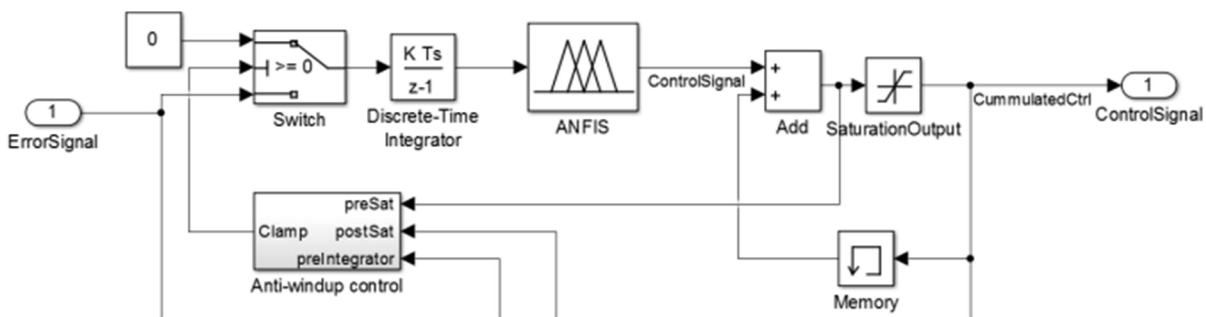 0
>= 0
Switch
K Ts
z-1
Discrete-Time
Integrator
ANFIS
ControlSignal
+
+
Add
SaturationOutput
CummulatedCtrl
1
ControlSignal
1
ErrorSignal
preSat
Clamp
postSat
preIntegrator
Anti-windup control
Memory